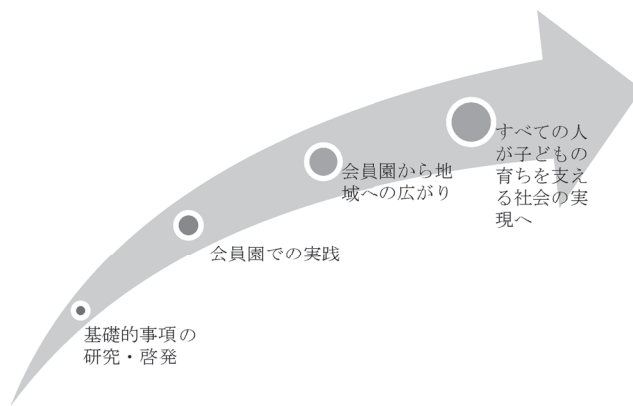 基礎的事項の
研究・啓発
会員園での実践
会員園から地
域への広がり
すべての人
が子どもの
育ちを支え
る社会の実
現へ